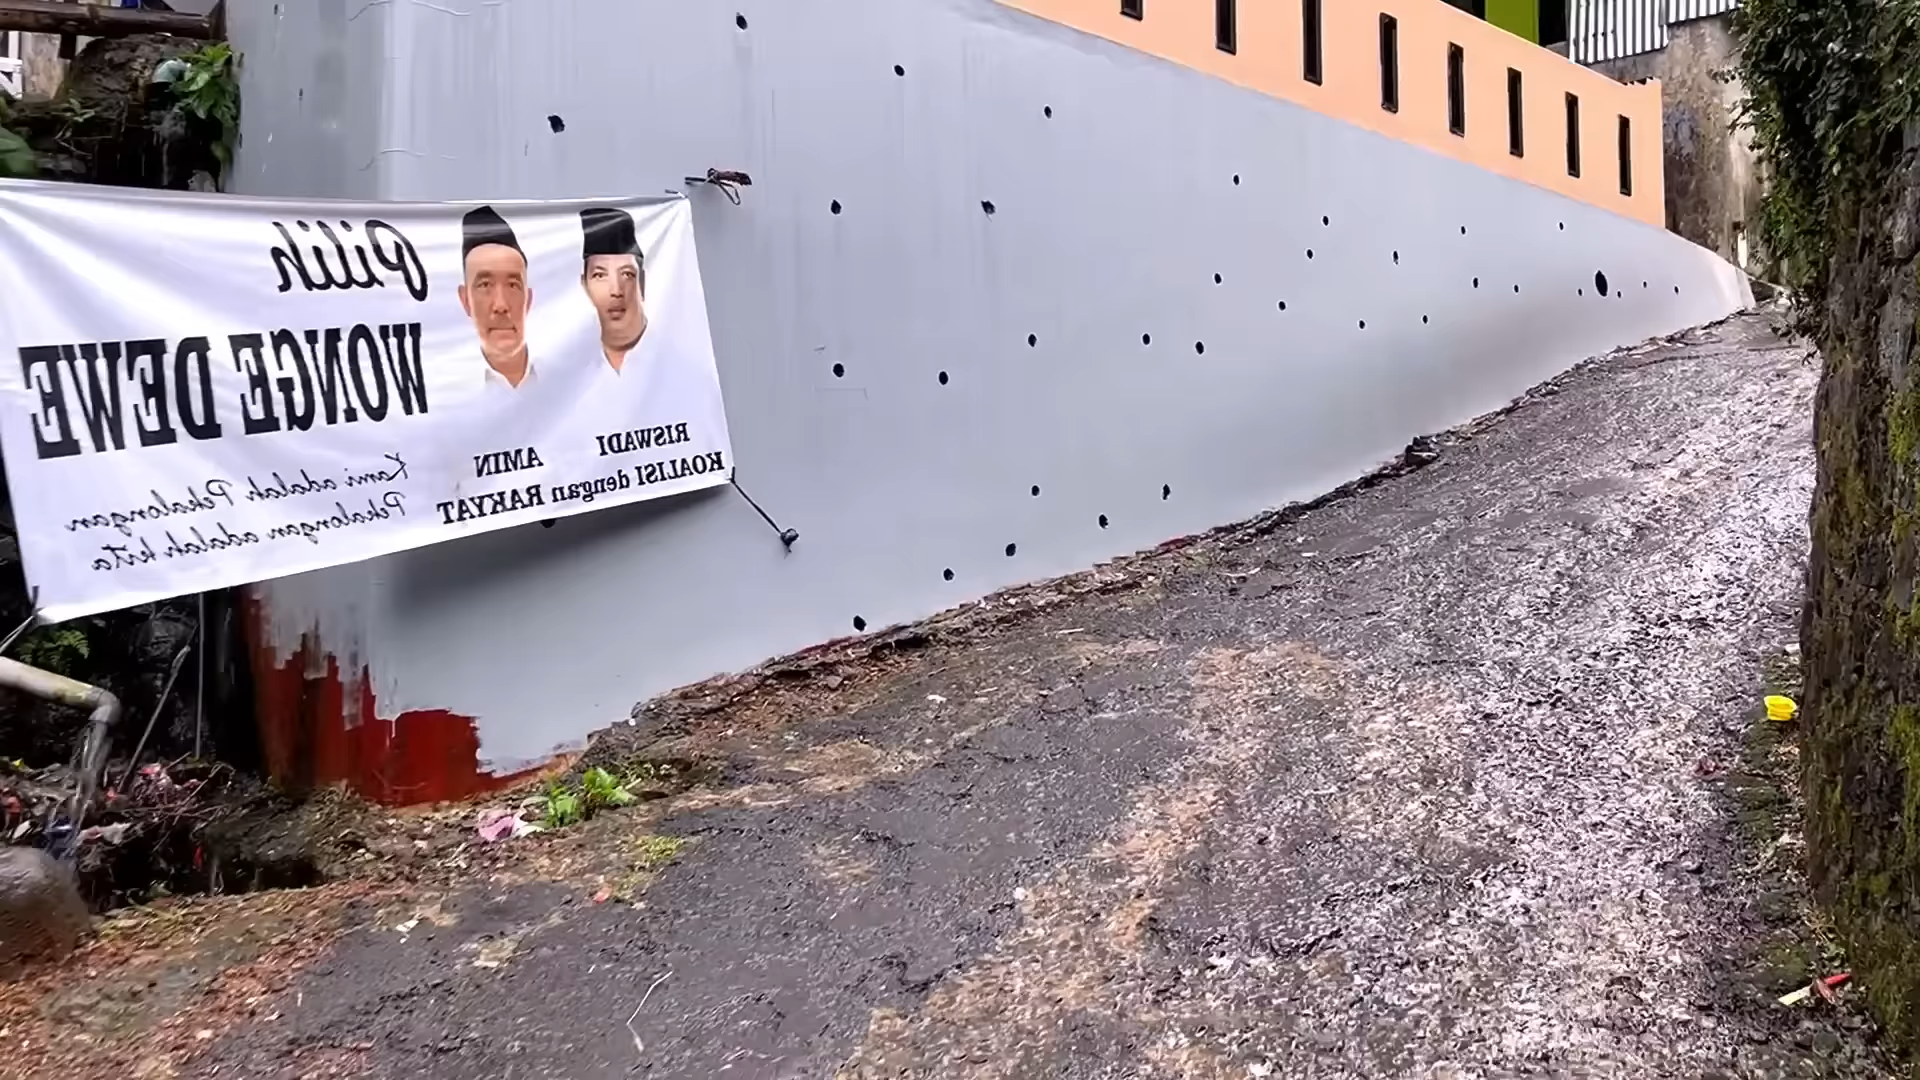 Pilih
WONGE DEWE
Kami adalah Pekalongan
Pekalongan adalah kita
RISWADI
AMIN
KOALISI dengan RAKYAT